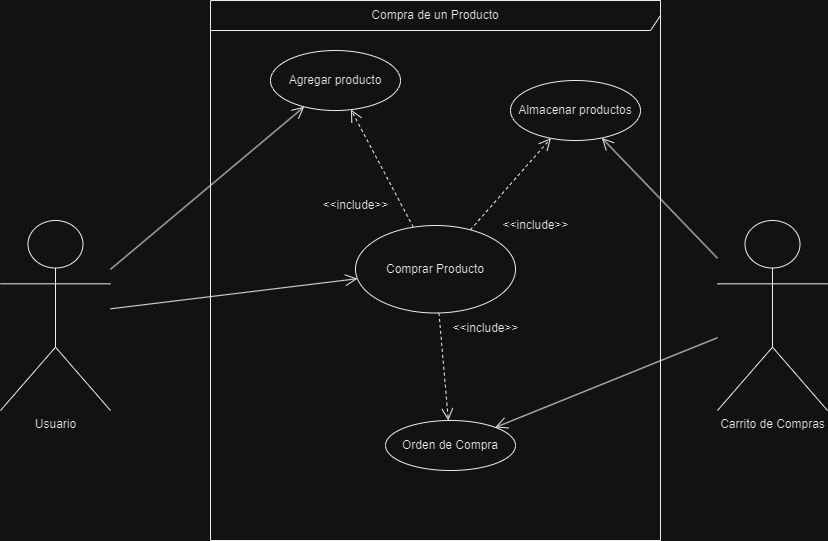 Compra de un Producto
Agregar producto
Almacenar productos
<<include>>
<<include>>
Comprar Producto
<<include>>
Usuario
Carrito de Compras
Orden de Compra